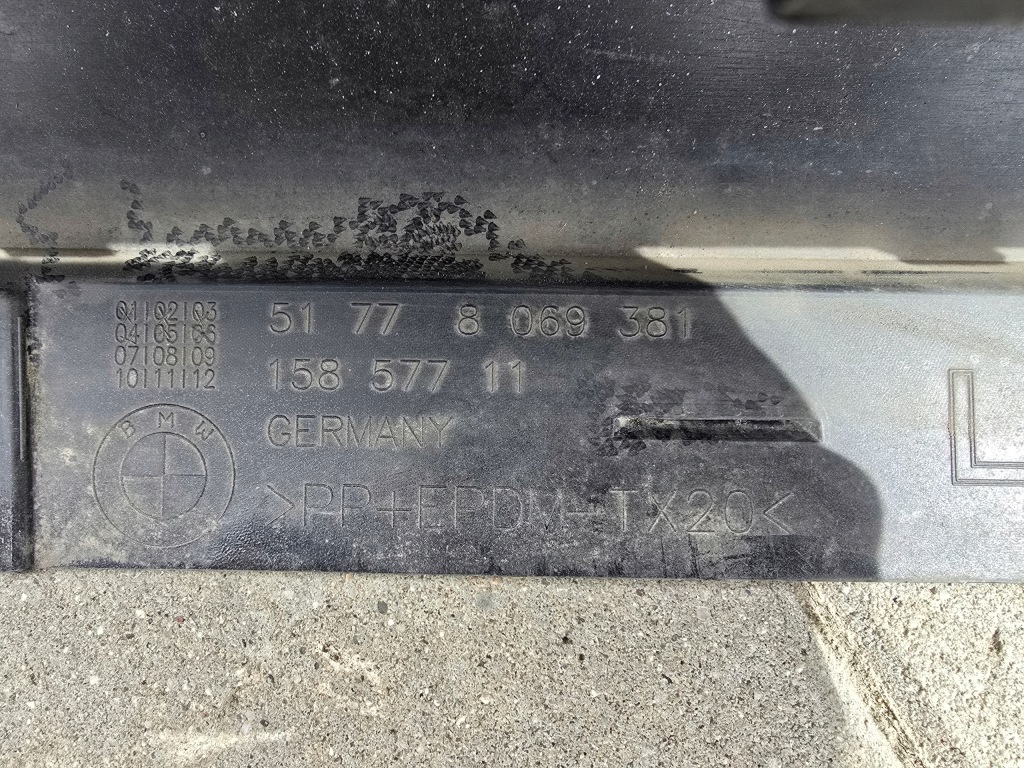 01|02|03
04|05|06
07|08|09
10|11|12
51 77 8 069 381
158 577 11
GERMANY
BMW
>PP+EPDM-TX20<
L